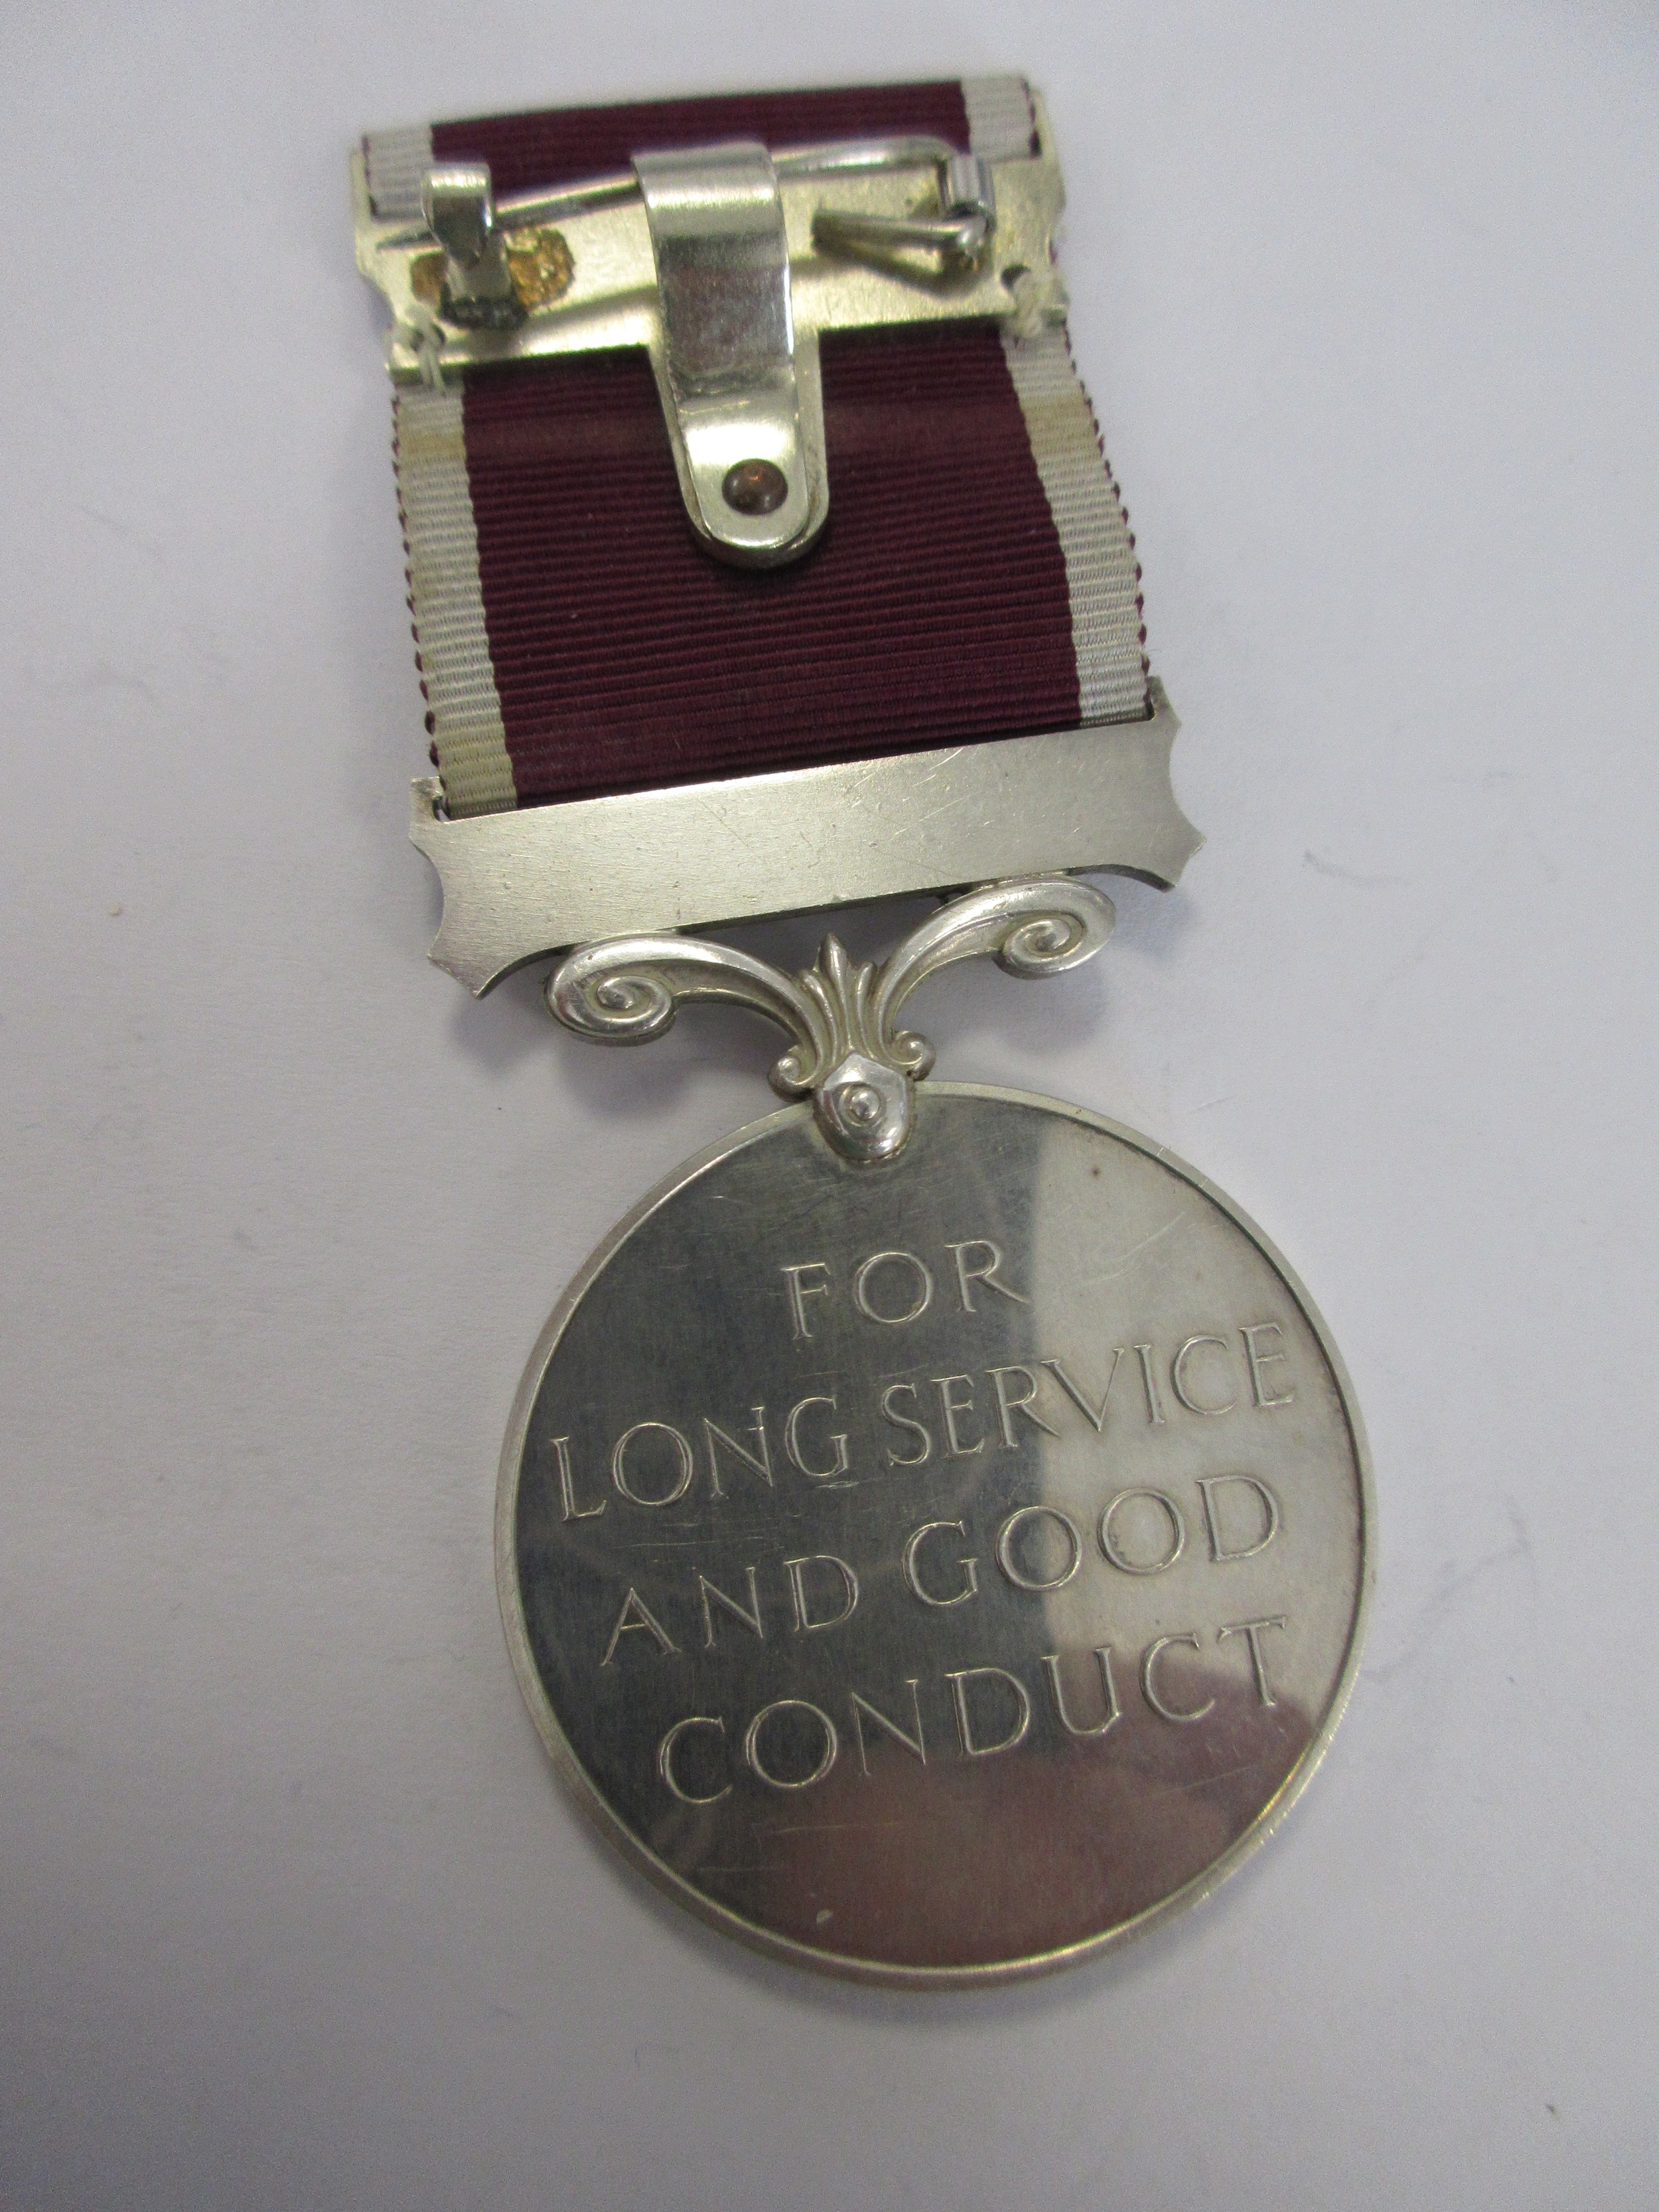 FOR
LONG SERVICE
AND GOOD
CONDUCT